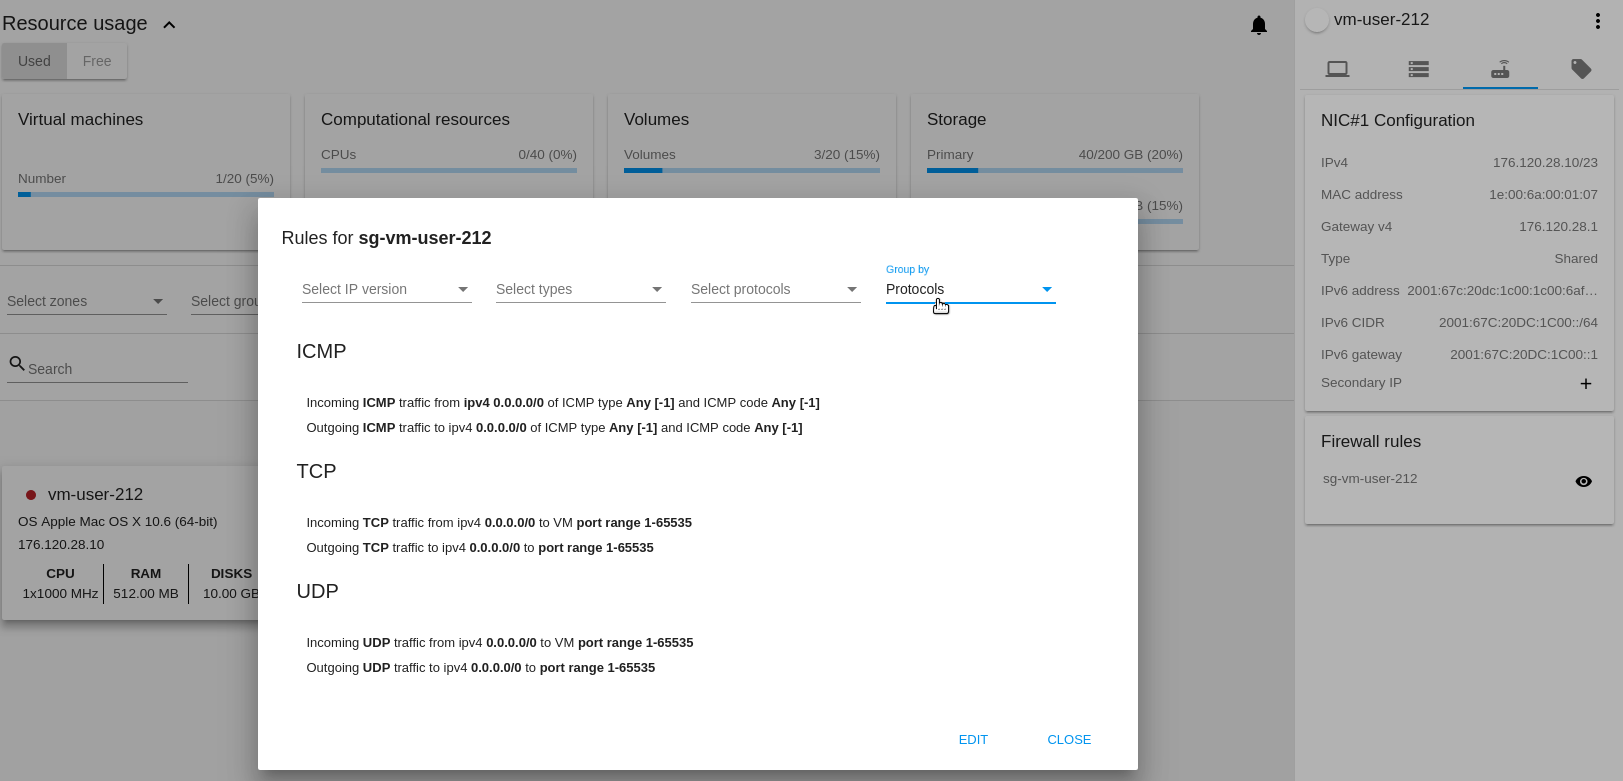 Resource usage
Used
Free
Virtual machines
Number
1/20 (5%)
Computational resources
CPUs
0/40 (0%)
Volumes
Volumes
3/20 (15%)
Storage
Primary
40/200 GB (20%)
(15%)
Select zones
Search
vm-user-212
OS Apple Mac OS X 10.6 (64-bit)
176.120.28.10
CPU
RAM
DISKS
1x1000 MHz
512.00 MB
10.00 GB
Rules for sg-vm-user-212
Group by
Select IP version
Select types
Select protocols
Protocols
ICMP
Incoming ICMP traffic from ipv4 0.0.0.0/0 of ICMP type Any [-1] and ICMP code Any [-1]
Outgoing ICMP traffic to ipv4 0.0.0.0/0 of ICMP type Any [-1] and ICMP code Any [-1]
TCP
Incoming TCP traffic from ipv4 0.0.0.0/0 to VM port range 1-65535
Outgoing TCP traffic to ipv4 0.0.0.0/0 to port range 1-65535
UDP
Incoming UDP traffic from ipv4 0.0.0.0/0 to VM port range 1-65535
Outgoing UDP traffic to ipv4 0.0.0.0/0 to port range 1-65535
EDIT
CLOSE
vm-user-212
NIC#1 Configuration
IPv4 176.120.28.10/23
MAC address 1e:00:6a:00:01:07
Gateway v4 176.120.28.1
Type Shared
IPv6 address 2001:67c:20dc:1c00:1c00:6af…
IPv6 CIDR 2001:67C:20DC:1C00::/64
IPv6 gateway 2001:67C:20DC:1C00::1
Secondary IP
Firewall rules
sg-vm-user-212